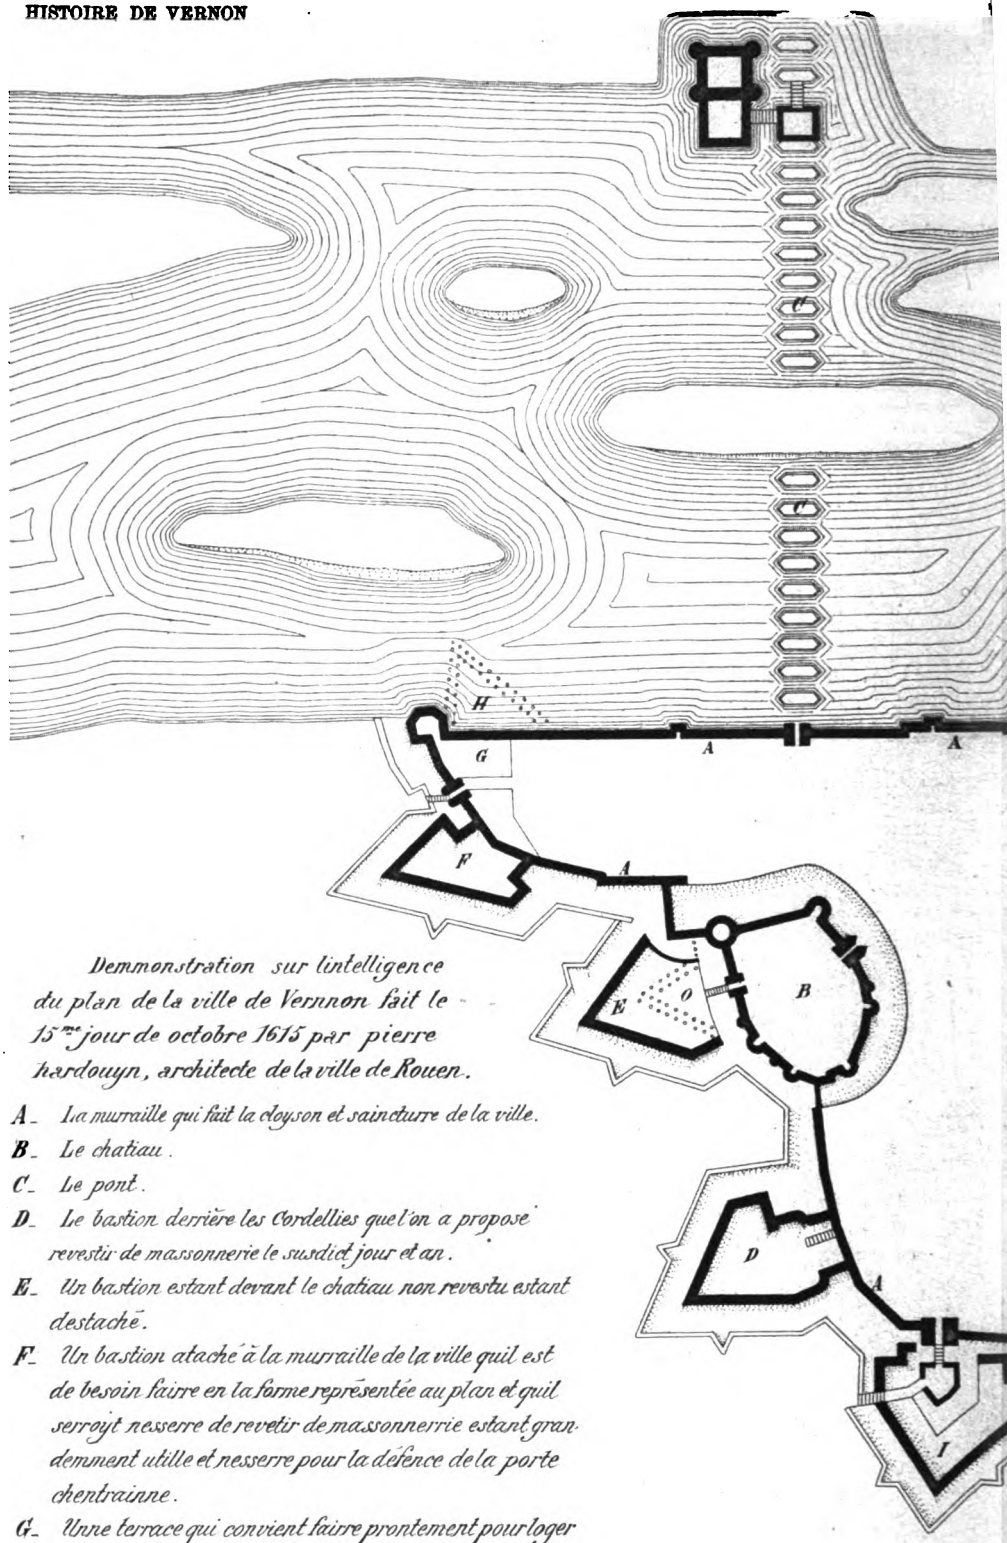 HISTOIRE DE VERNON
C
C
H
G
A
A
F
A
E
O
B
D
A
I
Demmonstration sur lintelligence
du plan de la ville de Vernnon fait le
15me jour de octobre 1615 par pierre
hardouyn, architecte de la ville de Rouen.
A_ La murraille qui fait la cloyson et saincturre de la ville.
B_ Le chatiau.
C_ Le pont.
D_ Le bastion derrière les Cordellies que l'on a proposé
revestir de massonnerie le susdict jour et an.
E_ Un bastion estant devant le chatiau non revestu estant
destaché.
F_ Un bastion ataché à la murraille de la ville quil est
de besoin fairre en la forme représentée au plan et quil
serroyt nesserre de revetir de massonnerrie estant gran-
demment utille et nesserre pour la défence de la porte
chentrainne.
G_ Unne terrace qui convient fairre prontement pour loger